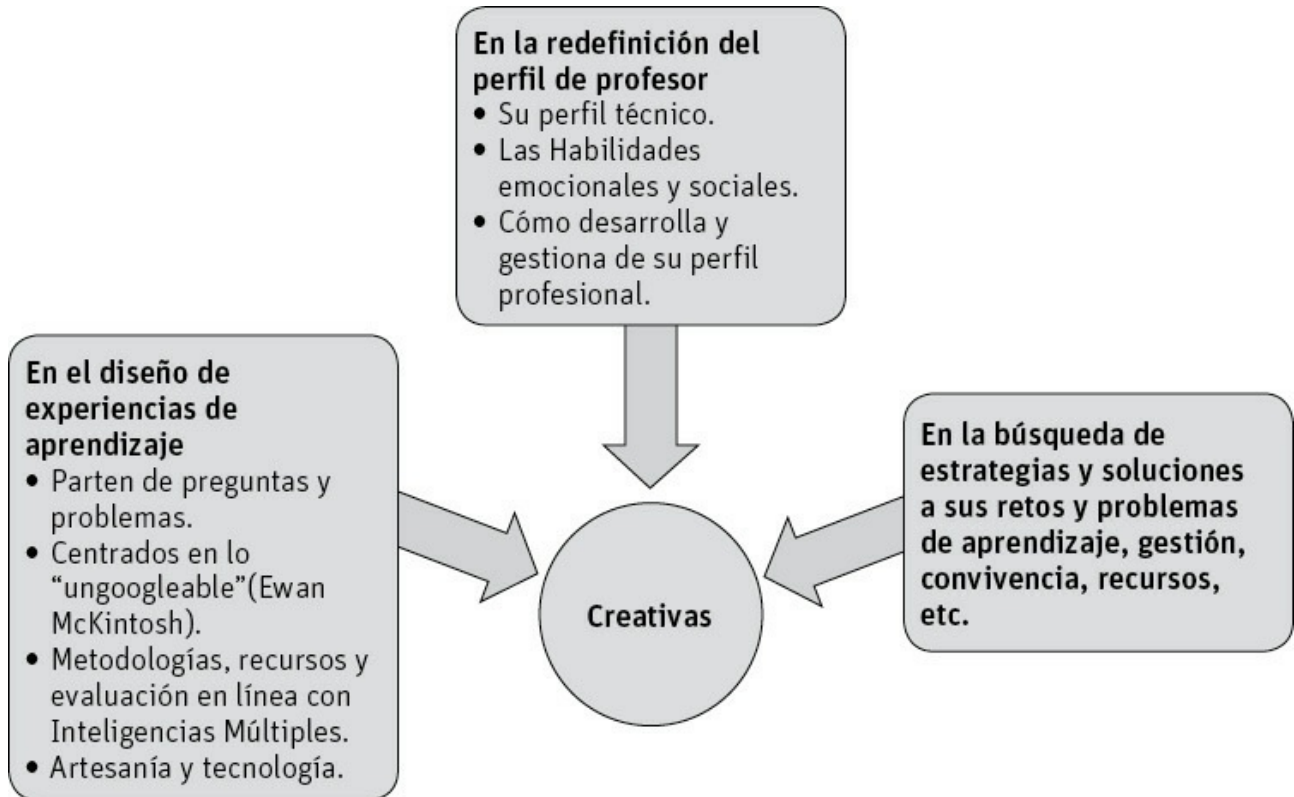 En la redefinición del
perfil de profesor
• Su perfil técnico.
• Las Habilidades
emocionales y sociales.
• Cómo desarrolla y
gestiona de su perfil
profesional.
En el diseño de
experiencias de
aprendizaje
• Parten de preguntas y
problemas.
• Centrados en lo
“ungoogleable”(Ewan
McKintosh).
• Metodologías, recursos y
evaluación en línea con
Inteligencias Múltiples.
• Artesanía y tecnología.
Creativas
En la búsqueda de
estrategias y soluciones
a sus retos y problemas
de aprendizaje, gestión,
convivencia, recursos,
etc.